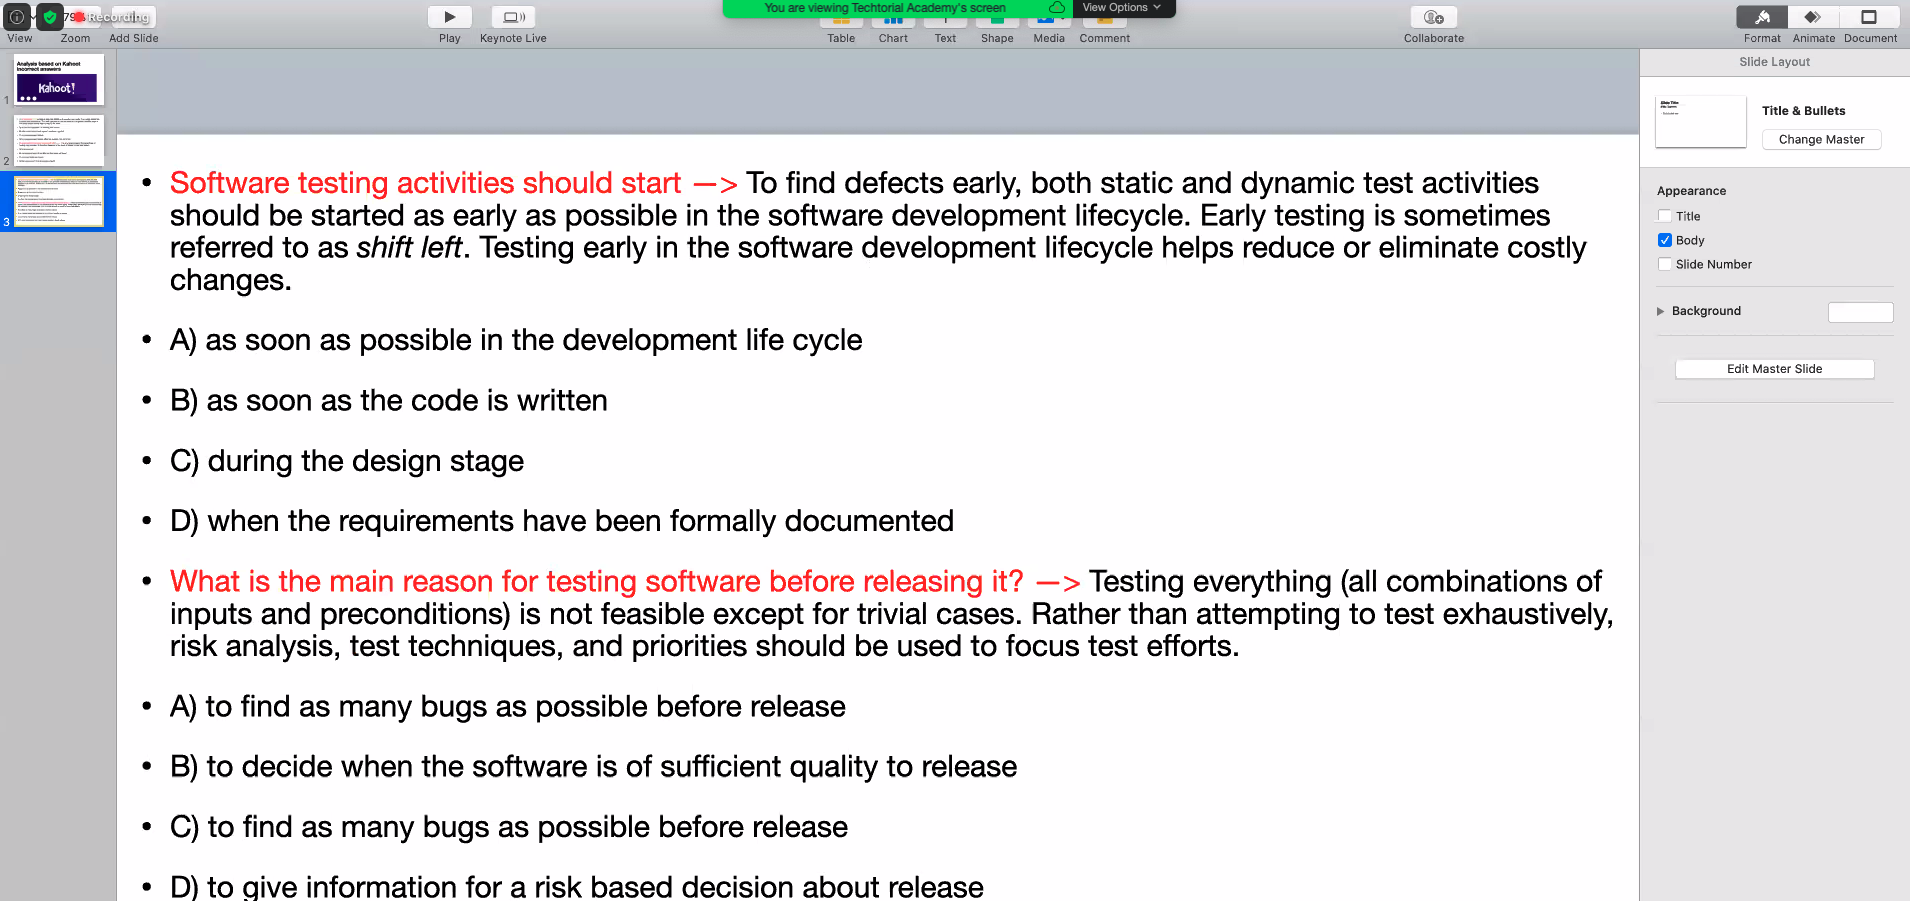 You are viewing Techtorial Academy's screen
View Options
79%
Recording
View
Zoom
Add Slide
Play
Keynote Live
Table
Chart
Text
Shape
Media
Comment
Collaborate
Format
Animate
Document
1
Analysis based on Kahoot
Incorrect answers
Kahoot!
2
3
• Software testing activities should start —> To find defects early, both static and dynamic test activities
should be started as early as possible in the software development lifecycle. Early testing is sometimes
referred to as shift left. Testing early in the software development lifecycle helps reduce or eliminate costly
changes.
• A) as soon as possible in the development life cycle
• B) as soon as the code is written
• C) during the design stage
• D) when the requirements have been formally documented
• What is the main reason for testing software before releasing it? —> Testing everything (all combinations of
inputs and preconditions) is not feasible except for trivial cases. Rather than attempting to test exhaustively,
risk analysis, test techniques, and priorities should be used to focus test efforts.
• A) to find as many bugs as possible before release
• B) to decide when the software is of sufficient quality to release
• C) to find as many bugs as possible before release
• D) to give information for a risk based decision about release
Slide Layout
Title & Bullets
Change Master
Appearance
Title
Body
Slide Number
Background
Edit Master Slide